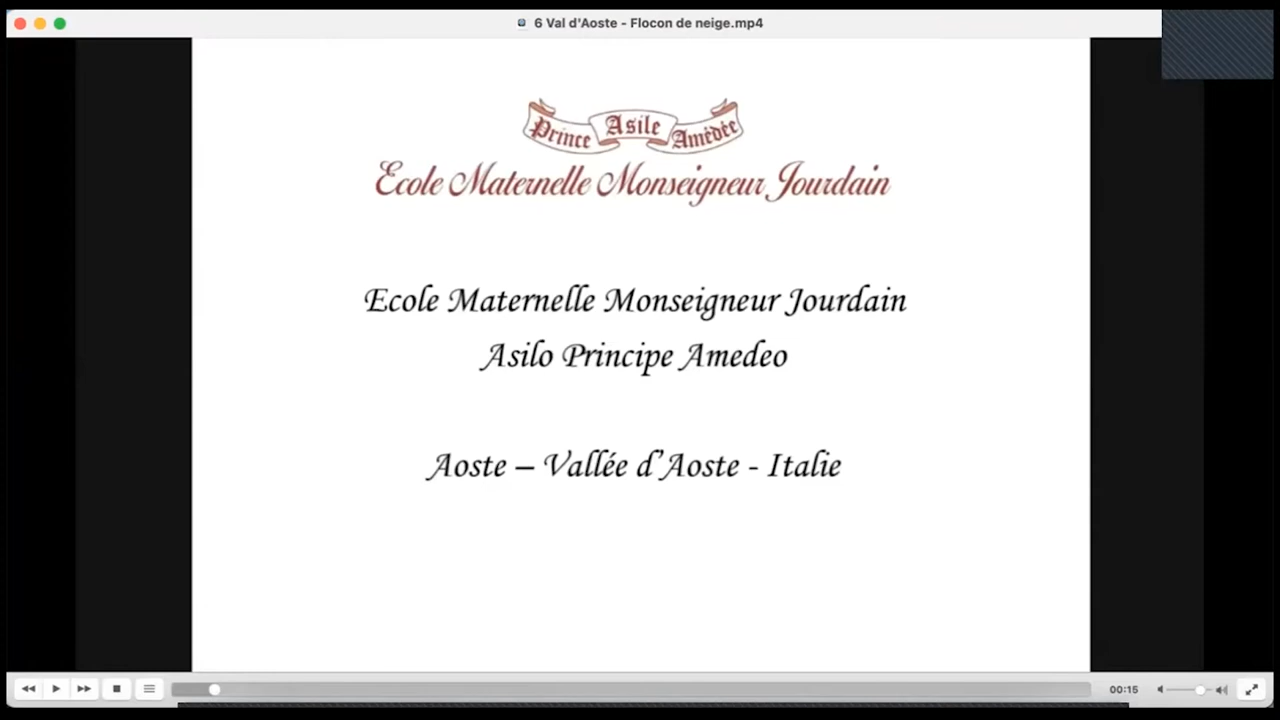 6 Val d'Aoste - Flocon de neige.mp4
Prince Asile Amédée
Ecole Maternelle Monseigneur Jourdain
Ecole Maternelle Monseigneur Jourdain
Asilo Principe Amedeo
Aoste – Vallée d'Aoste - Italie
00:15